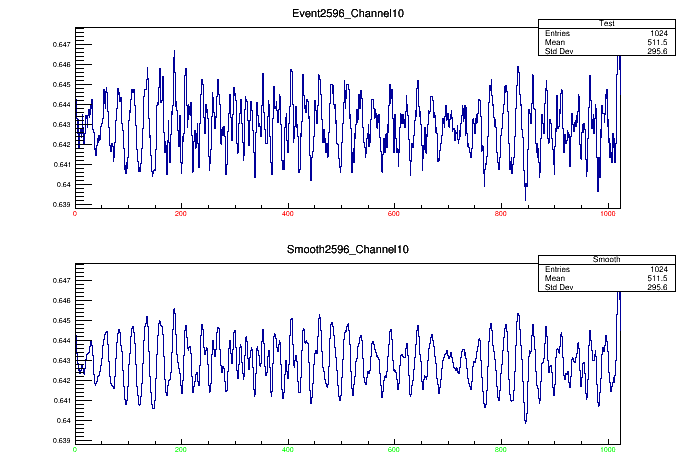 Event2596_Channel10
Test
Entries 1024
Mean 511.5
Std Dev 295.6
0.647
0.646
0.645
0.644
0.643
0.642
0.641
0.64
0.639
0 200 400 600 800 1000
Smooth2596_Channel10
Smooth
Entries 1024
Mean 511.5
Std Dev 295.6
0.647
0.646
0.645
0.644
0.643
0.642
0.641
0.64
0.639
0 200 400 600 800 1000